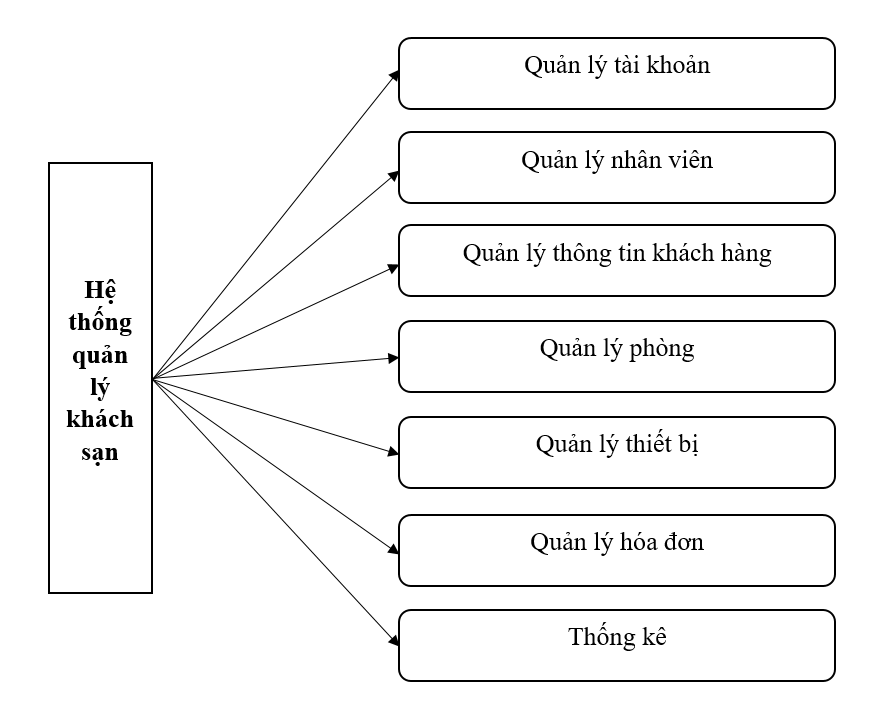 Hệ
thống
quản
lý
khách
sạn
Quản lý tài khoản
Quản lý nhân viên
Quản lý thông tin khách hàng
Quản lý phòng
Quản lý thiết bị
Quản lý hóa đơn
Thống kê